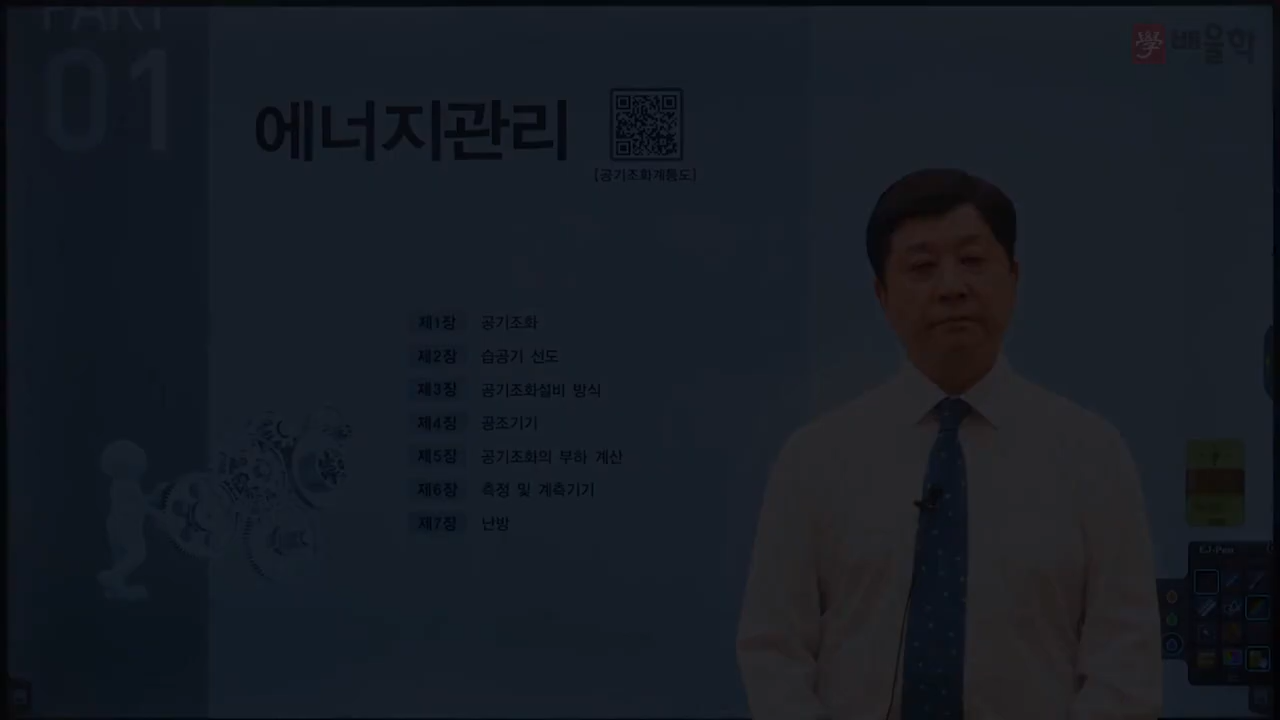 PART
01
배울학
에너지관리
[공기조화계통도]
제1장 공기조화
제2장 습공기 선도
제3장 공기조화설비 방식
제4장 공조기기
제5장 공기조화의 부하 계산
제6장 측정 및 계측기기
제7장 난방
EJ-Pen